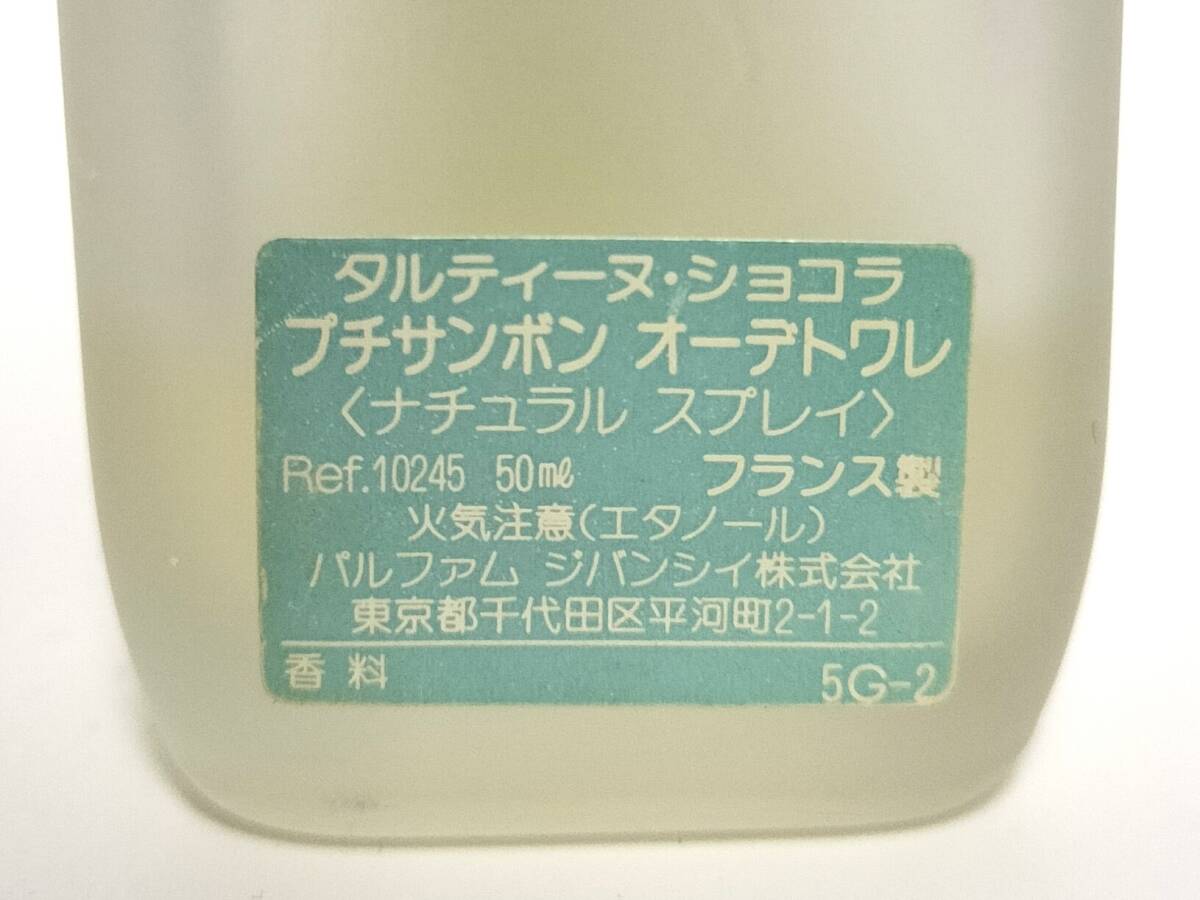 タルティーヌ・ショコラ
プチサンボン オーデトワレ
〈ナチュラル スプレイ〉
Ref.10245 50㎖ フランス製
火気注意(エタノール)
パルファム ジバンシイ株式会社
東京都千代田区平河町2-1-2
香料 5G-2